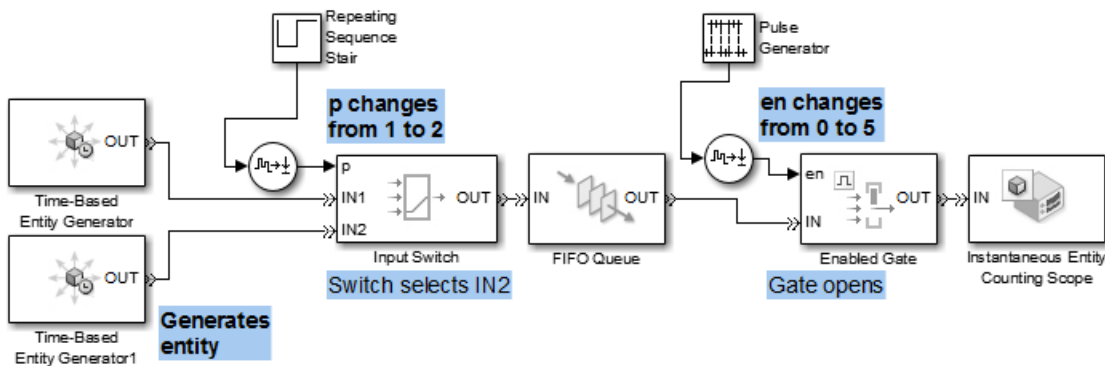 Repeating
Sequence
Stair
Pulse
Generator
p changes
from 1 to 2
en changes
from 0 to 5
OUT
Time-Based
Entity Generator
p
IN1
IN2
OUT
Input Switch
Switch selects IN2
IN
OUT
FIFO Queue
en
IN
OUT
Enabled Gate
Gate opens
IN
Instantaneous Entity
Counting Scope
OUT
Time-Based
Entity Generator1
Generates
entity